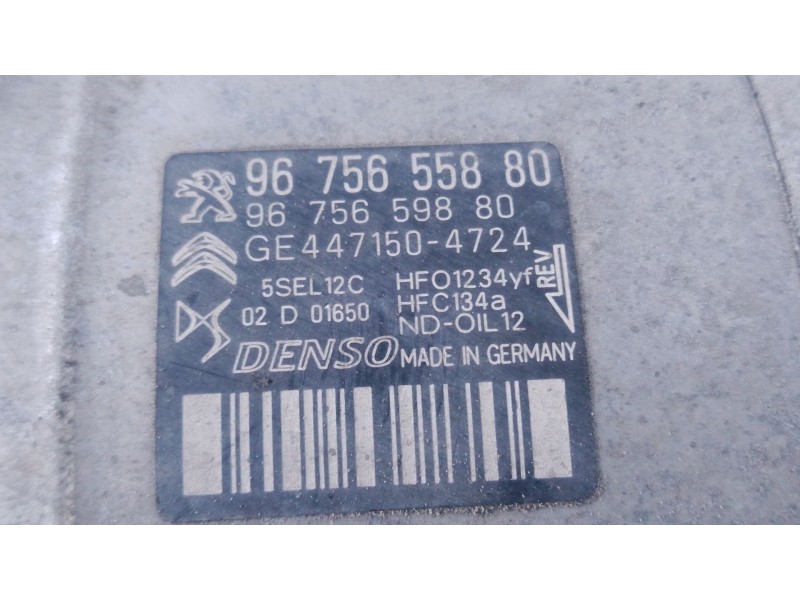 96 756 558 80
96 756 598 80
GE447150-4724
5SEL12C HFO1234yf
02 D 01650 HFC134a
ND-OIL12
REV
DENSO MADE IN GERMANY